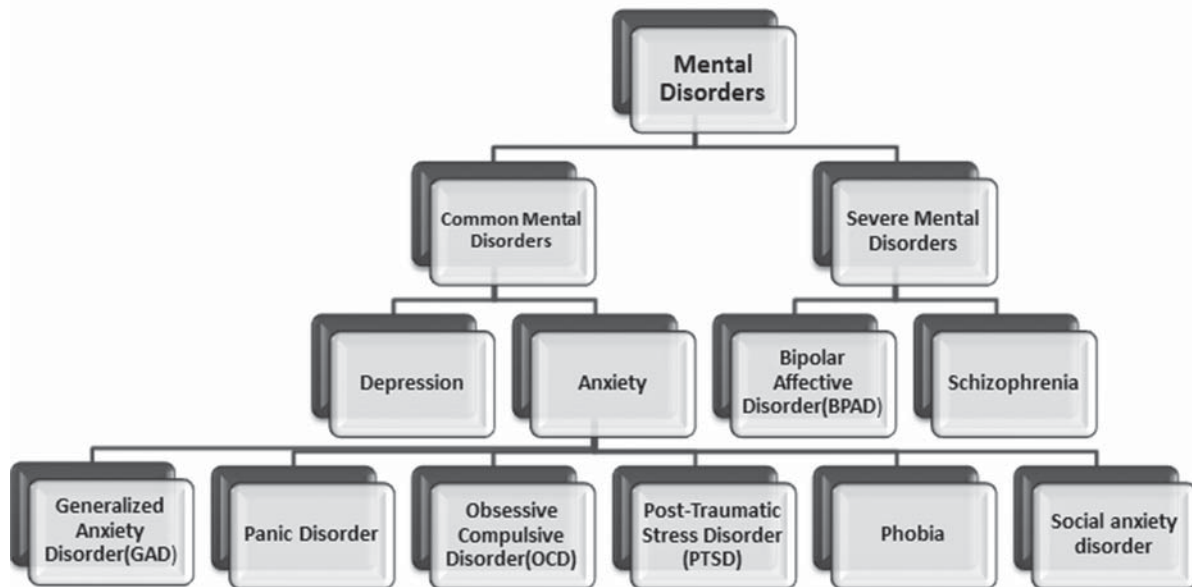 Mental
Disorders
Common Mental
Disorders
Severe Mental
Disorders
Depression
Anxiety
Bipolar
Affective
Disorder(BPAD)
Schizophrenia
Generalized
Anxiety
Disorder(GAD)
Panic Disorder
Obsessive
Compulsive
Disorder(OCD)
Post-Traumatic
Stress Disorder
(PTSD)
Phobia
Social anxiety
disorder